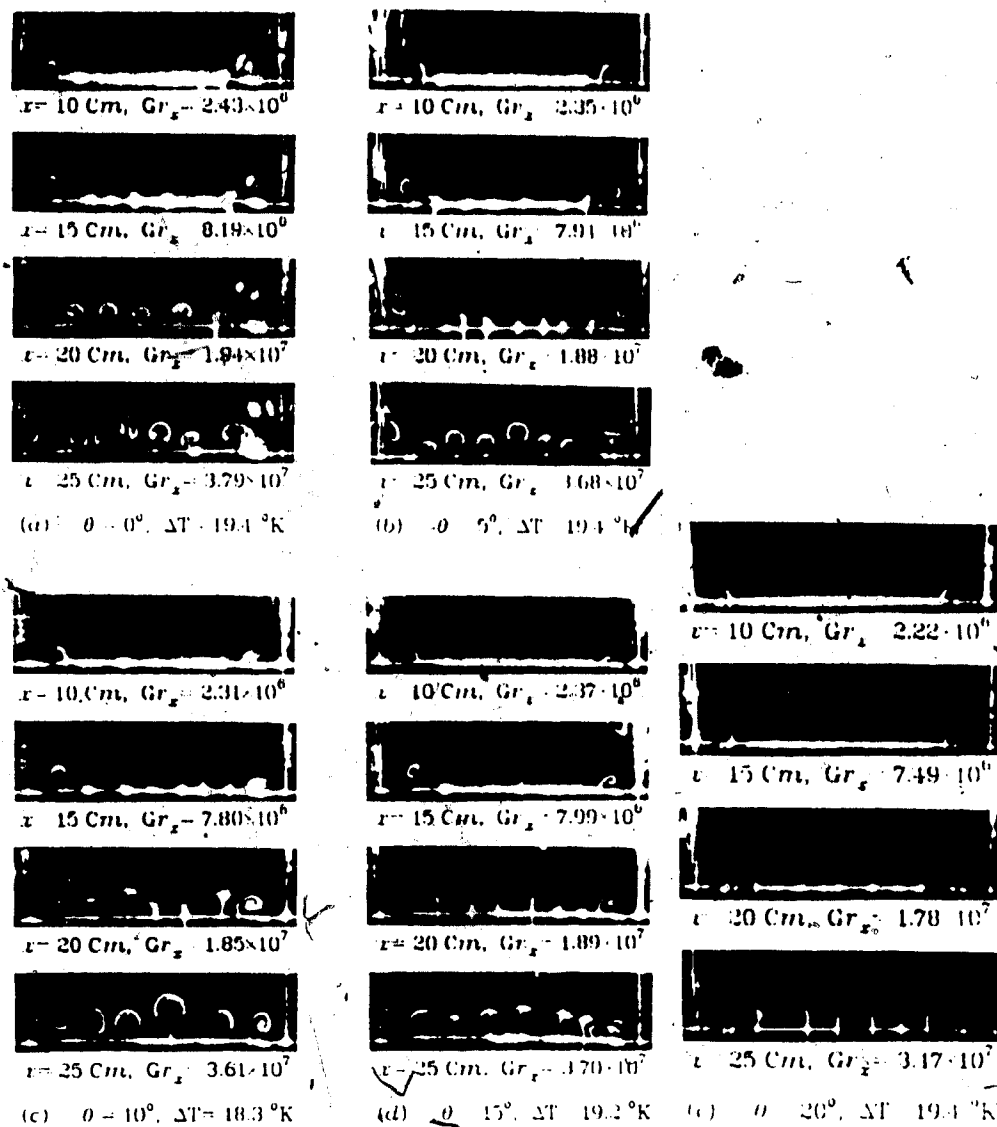 x= 10 Cm, Gr_x= 2.43×10^6
x= 15 Cm, Gr_x 8.19×10^6
x= 20 Cm, Gr_x= 1.94×10^7
x 25 Cm, Gr_x= 3.79×10^7
(a) θ = 0°, ΔT = 19.4 °K
x= 10 Cm, Gr_x 2.35·10^6
x 15 Cm, Gr_x 7.91·10^6
x= 20 Cm, Gr_x · 1.88·10^7
x= 25 Cm, Gr_x 3.68·10^7
(b) θ 5°, ΔT 19.4 °K
x= 10 Cm, Gr_x= 2.31×10^6
x 15 Cm, Gr_x= 7.80×10^6
x= 20 Cm, Gr_x 1.85×10^7
x= 25 Cm, Gr_x 3.61×10^7
(c) θ = 10°, ΔT= 18.3 °K
x 10 Cm, Gr_x · 2.37·10^6
x= 15 Cm, Gr_x · 7.99·10^6
x= 20 Cm, Gr_x= 1.89·10^7
x= 25 Cm, Gr_x= 3.70·10^7
(d) θ 15°, ΔT 19.2 °K
x= 10 Cm, Gr_x 2.22·10^6
x= 15 Cm, Gr_x · 7.49·10^6
x 20 Cm, Gr_x= 1.78·10^7
x 25 Cm, Gr_x= 3.47·10^7
θ 20°, ΔT 19.4 °K